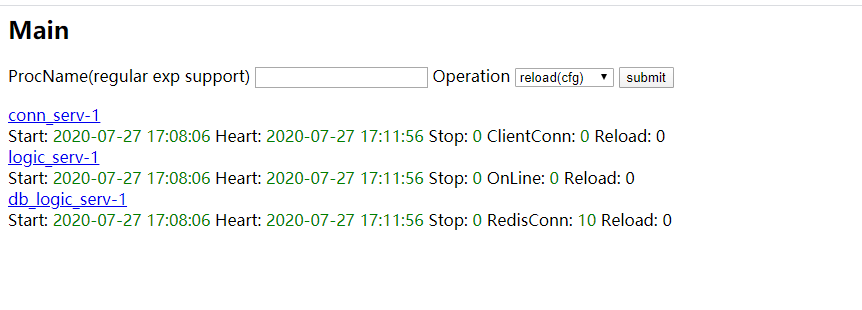 Main
ProcName(regular exp support) Operation reload(cfg) submit
conn_serv-1
Start: 2020-07-27 17:08:06 Heart: 2020-07-27 17:11:56 Stop: 0 ClientConn: 0 Reload: 0
logic_serv-1
Start: 2020-07-27 17:08:06 Heart: 2020-07-27 17:11:56 Stop: 0 OnLine: 0 Reload: 0
db_logic_serv-1
Start: 2020-07-27 17:08:06 Heart: 2020-07-27 17:11:56 Stop: 0 RedisConn: 10 Reload: 0